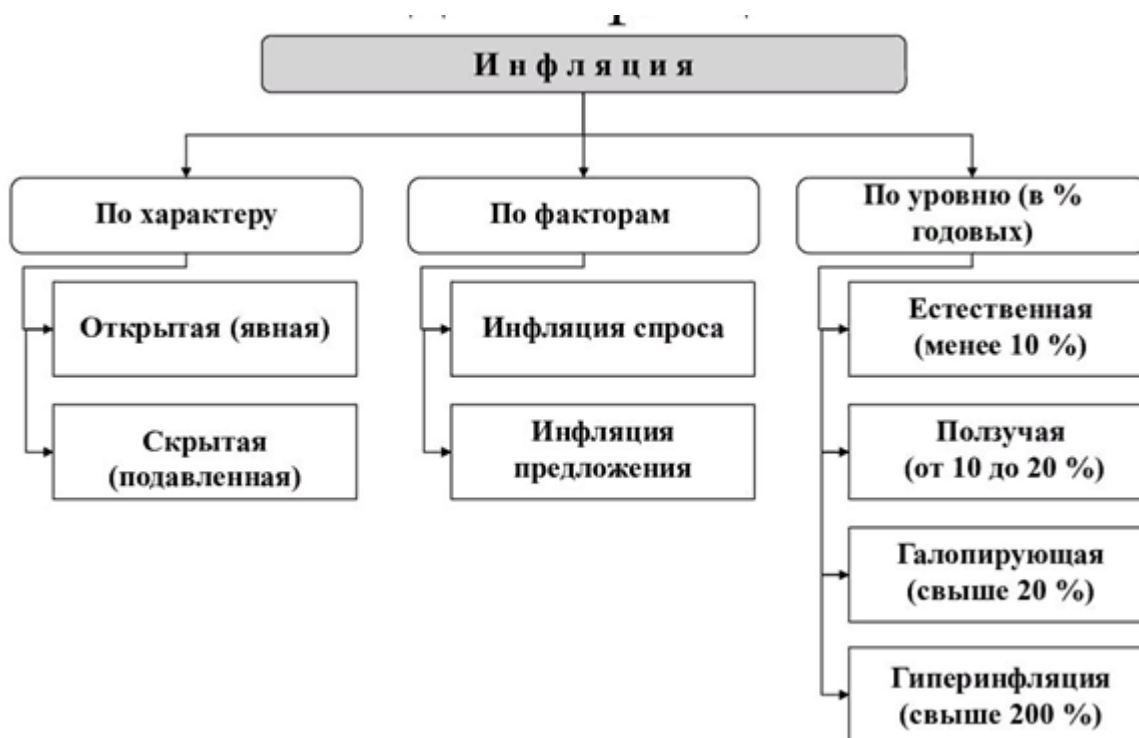 Инфляция
По характеру
Открытая (явная)
Скрытая
(подавленная)
По факторам
Инфляция спроса
Инфляция
предложения
По уровню (в %
годовых)
Естественная
(менее 10 %)
Ползучая
(от 10 до 20 %)
Галопирующая
(свыше 20 %)
Гиперинфляция
(свыше 200 %)